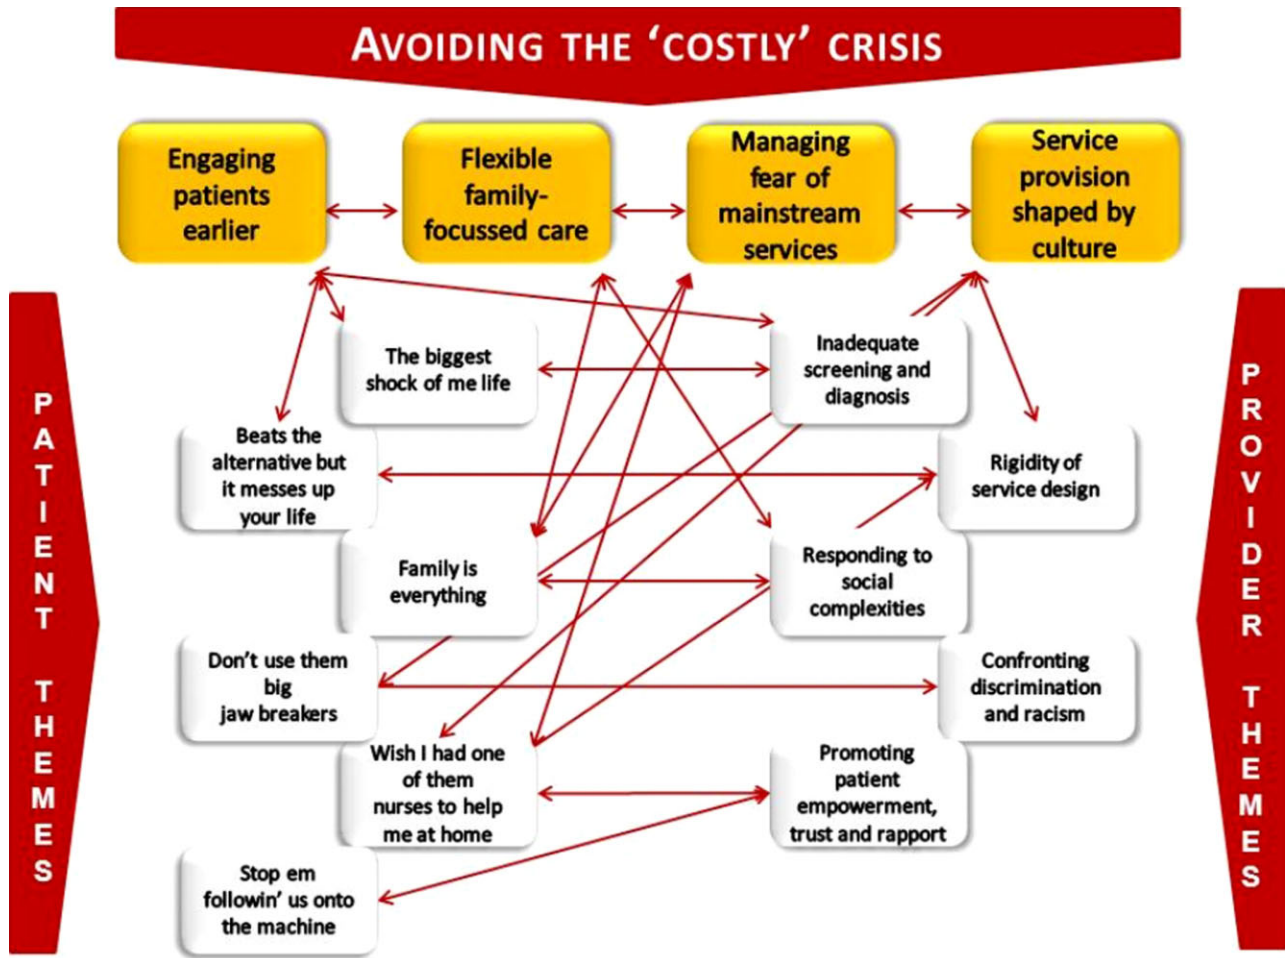 AVOIDING THE ‘COSTLY’ CRISIS
Engaging
patients
earlier
Flexible
family-
focussed care
Managing
fear of
mainstream
services
Service
provision
shaped by
culture
PATIENT THEMES
The biggest
shock of me life
Beats the
alternative but
it messes up
your life
Family is
everything
Don’t use them
big
jaw breakers
Wish I had one
of them
nurses to help
me at home
Stop em
followin’ us onto
the machine
Inadequate
screening and
diagnosis
Rigidity of
service design
Responding to
social
complexities
Confronting
discrimination
and racism
Promoting
patient
empowerment,
trust and rapport
PROVIDER THEMES